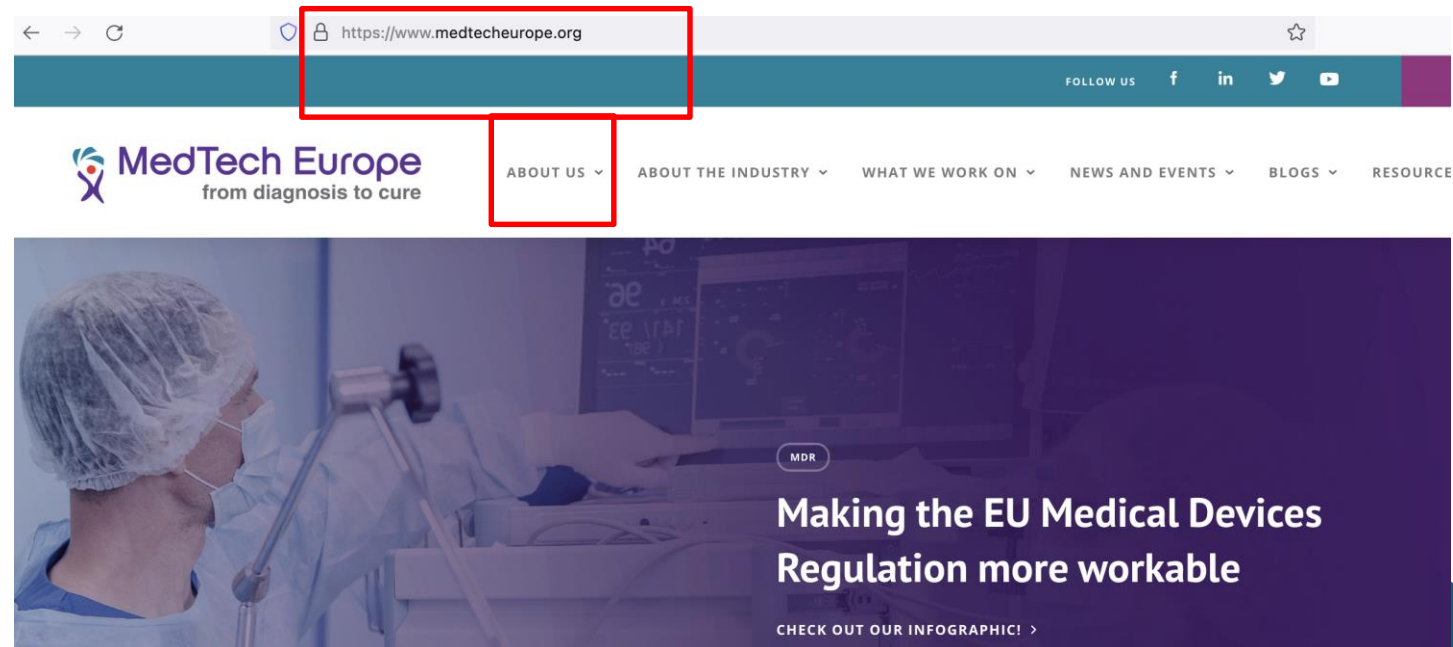 https://www.medtecheurope.org
FOLLOW US
MedTech Europe
from diagnosis to cure
ABOUT US
ABOUT THE INDUSTRY
WHAT WE WORK ON
NEWS AND EVENTS
BLOGS
RESOURCE
MDR
Making the EU Medical Devices
Regulation more workable
CHECK OUT OUR INFOGRAPHIC! >